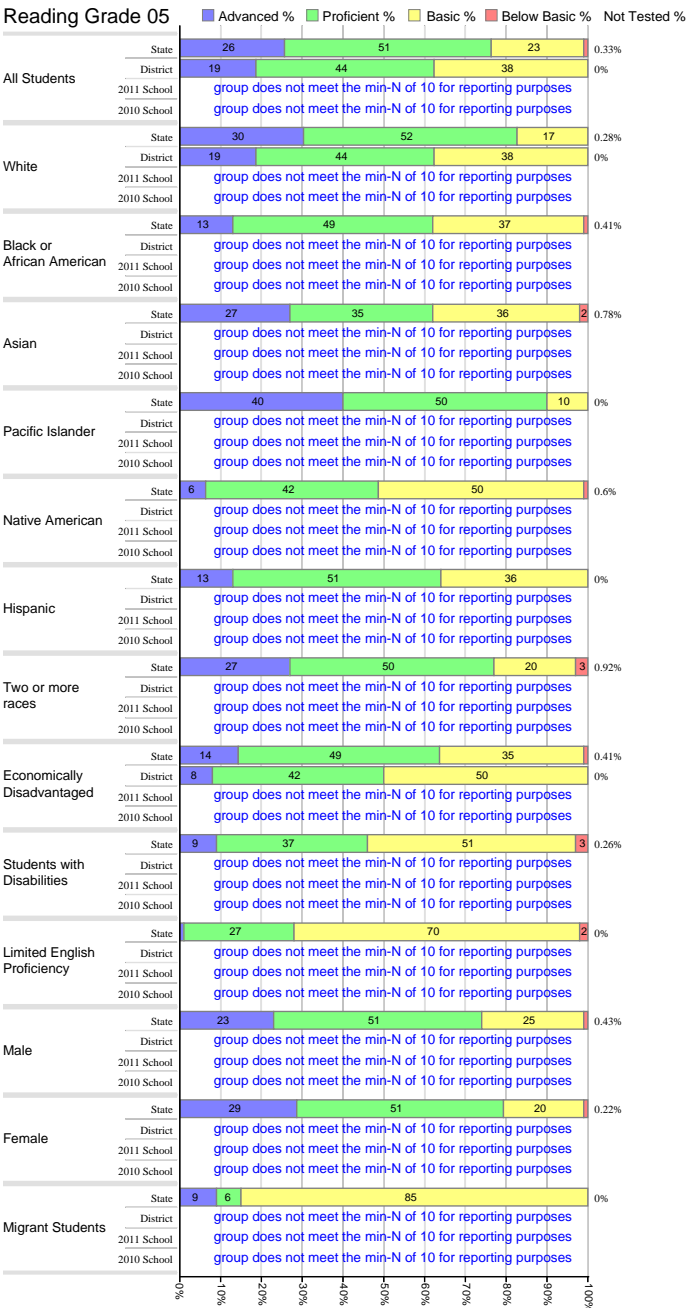 Reading Grade 05 Advanced % Proficient % Basic % Below Basic % Not Tested %
All Students
State 26 51 23 0.33%
District 19 44 38 0%
2011 School group does not meet the min-N of 10 for reporting purposes
2010 School group does not meet the min-N of 10 for reporting purposes
White
State 30 52 17 0.28%
District 19 44 38 0%
2011 School group does not meet the min-N of 10 for reporting purposes
2010 School group does not meet the min-N of 10 for reporting purposes
Black or
African American
State 13 49 37 0.41%
District group does not meet the min-N of 10 for reporting purposes
2011 School group does not meet the min-N of 10 for reporting purposes
2010 School group does not meet the min-N of 10 for reporting purposes
Asian
State 27 35 36 2 0.78%
District group does not meet the min-N of 10 for reporting purposes
2011 School group does not meet the min-N of 10 for reporting purposes
2010 School group does not meet the min-N of 10 for reporting purposes
Pacific Islander
State 40 50 10 0%
District group does not meet the min-N of 10 for reporting purposes
2011 School group does not meet the min-N of 10 for reporting purposes
2010 School group does not meet the min-N of 10 for reporting purposes
Native American
State 6 42 50 0.6%
District group does not meet the min-N of 10 for reporting purposes
2011 School group does not meet the min-N of 10 for reporting purposes
2010 School group does not meet the min-N of 10 for reporting purposes
Hispanic
State 13 51 36 0%
District group does not meet the min-N of 10 for reporting purposes
2011 School group does not meet the min-N of 10 for reporting purposes
2010 School group does not meet the min-N of 10 for reporting purposes
Two or more
races
State 27 50 20 3 0.92%
District group does not meet the min-N of 10 for reporting purposes
2011 School group does not meet the min-N of 10 for reporting purposes
2010 School group does not meet the min-N of 10 for reporting purposes
Economically
Disadvantaged
State 14 49 35 0.41%
District 8 42 50 0%
2011 School group does not meet the min-N of 10 for reporting purposes
2010 School group does not meet the min-N of 10 for reporting purposes
Students with
Disabilities
State 9 37 51 3 0.26%
District group does not meet the min-N of 10 for reporting purposes
2011 School group does not meet the min-N of 10 for reporting purposes
2010 School group does not meet the min-N of 10 for reporting purposes
Limited English
Proficiency
State 27 70 2 0%
District group does not meet the min-N of 10 for reporting purposes
2011 School group does not meet the min-N of 10 for reporting purposes
2010 School group does not meet the min-N of 10 for reporting purposes
Male
State 23 51 25 0.43%
District group does not meet the min-N of 10 for reporting purposes
2011 School group does not meet the min-N of 10 for reporting purposes
2010 School group does not meet the min-N of 10 for reporting purposes
Female
State 29 51 20 0.22%
District group does not meet the min-N of 10 for reporting purposes
2011 School group does not meet the min-N of 10 for reporting purposes
2010 School group does not meet the min-N of 10 for reporting purposes
Migrant Students
State 9 6 85 0%
District group does not meet the min-N of 10 for reporting purposes
2011 School group does not meet the min-N of 10 for reporting purposes
2010 School group does not meet the min-N of 10 for reporting purposes
0% 10% 20% 30% 40% 50% 60% 70% 80% 90% 100%